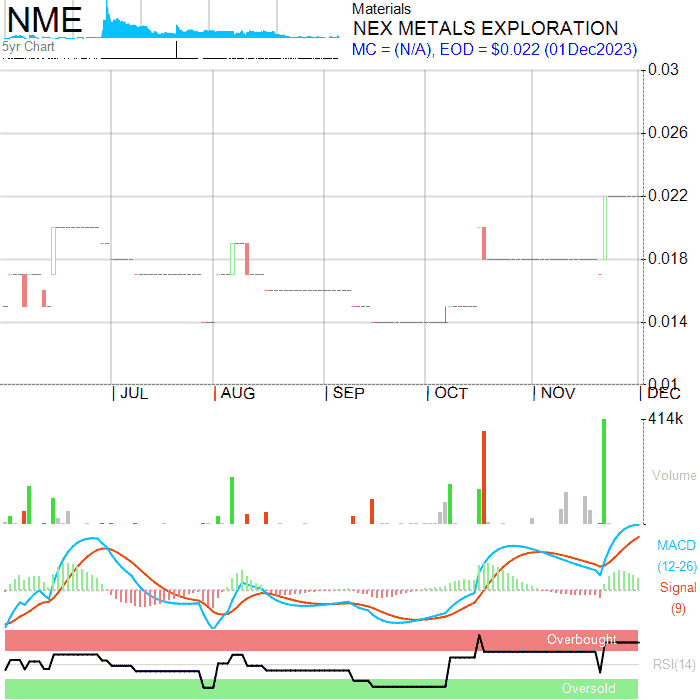 NME
5yr Chart
Materials
NEX METALS EXPLORATION
MC = (N/A), EOD = $0.022 (01Dec2023)
0.03
0.026
0.022
0.018
0.014
0.01
JUL AUG SEP OCT NOV DEC
414k
Volume
MACD
(12-26)
Signal
(9)
Overbought
RSI(14)
Oversold